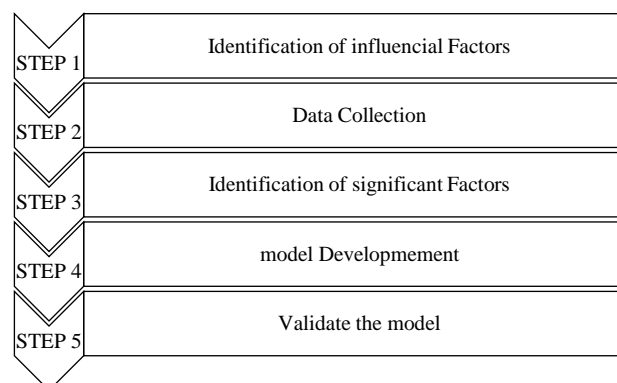 STEP 1
Identification of influencial Factors
STEP 2
Data Collection
STEP 3
Identification of significant Factors
STEP 4
model Developmement
STEP 5
Validate the model